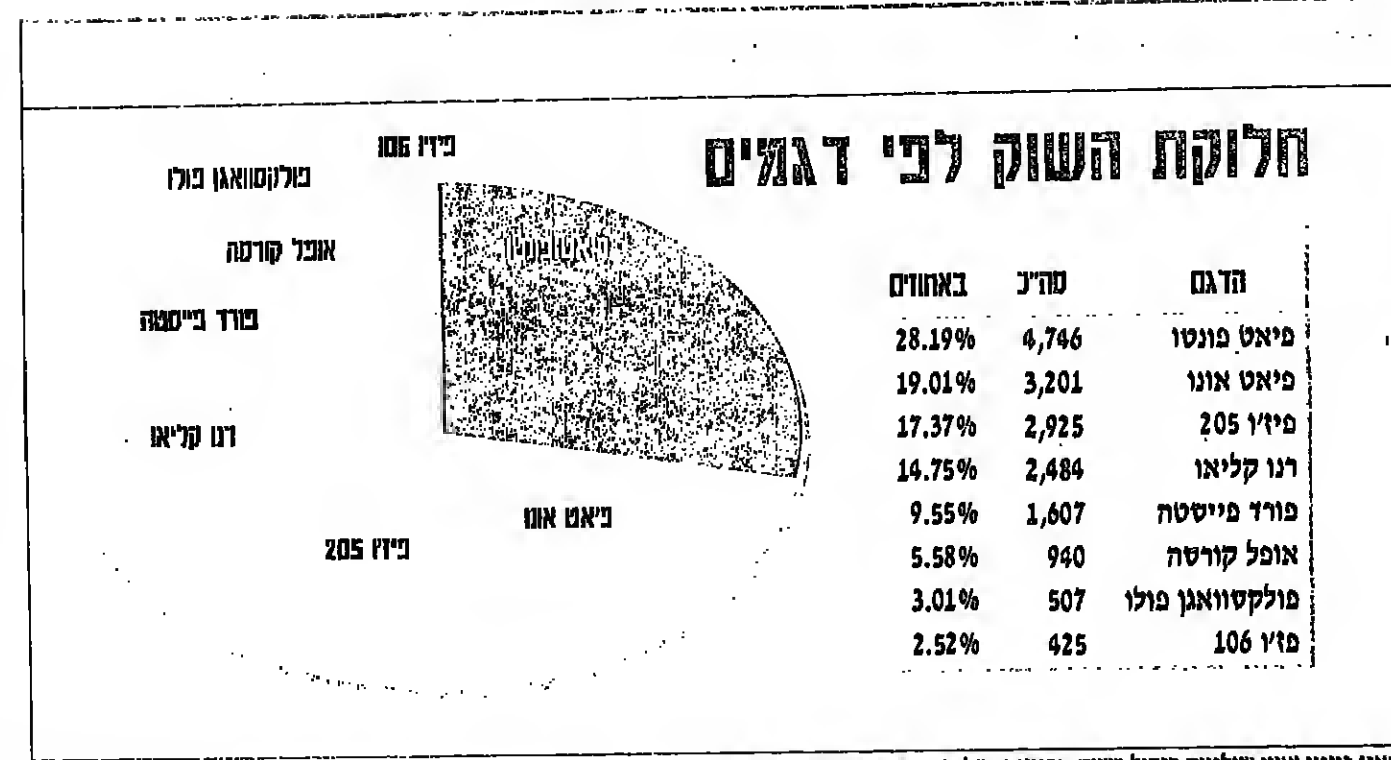 חלוקת השוק לפי דגמים
הדגם סה"כ באחוזים
פיאט פונטו 4,746 28.19%
פיאט אונו 3,201 19.01%
פיז'ו 205 2,925 17.37%
רנו קליאו 2,484 14.75%
פורד פייסטה 1,607 9.55%
אופל קורסה 940 5.58%
פולקסוואגן פולו 507 3.01%
פז'ו 106 425 2.52%
פיז'ו 106
פולקסוואגן פולו
אופל קורסה
פורד פייסטה
רנו קליאו
פיז'ו 205
פיאט אונו